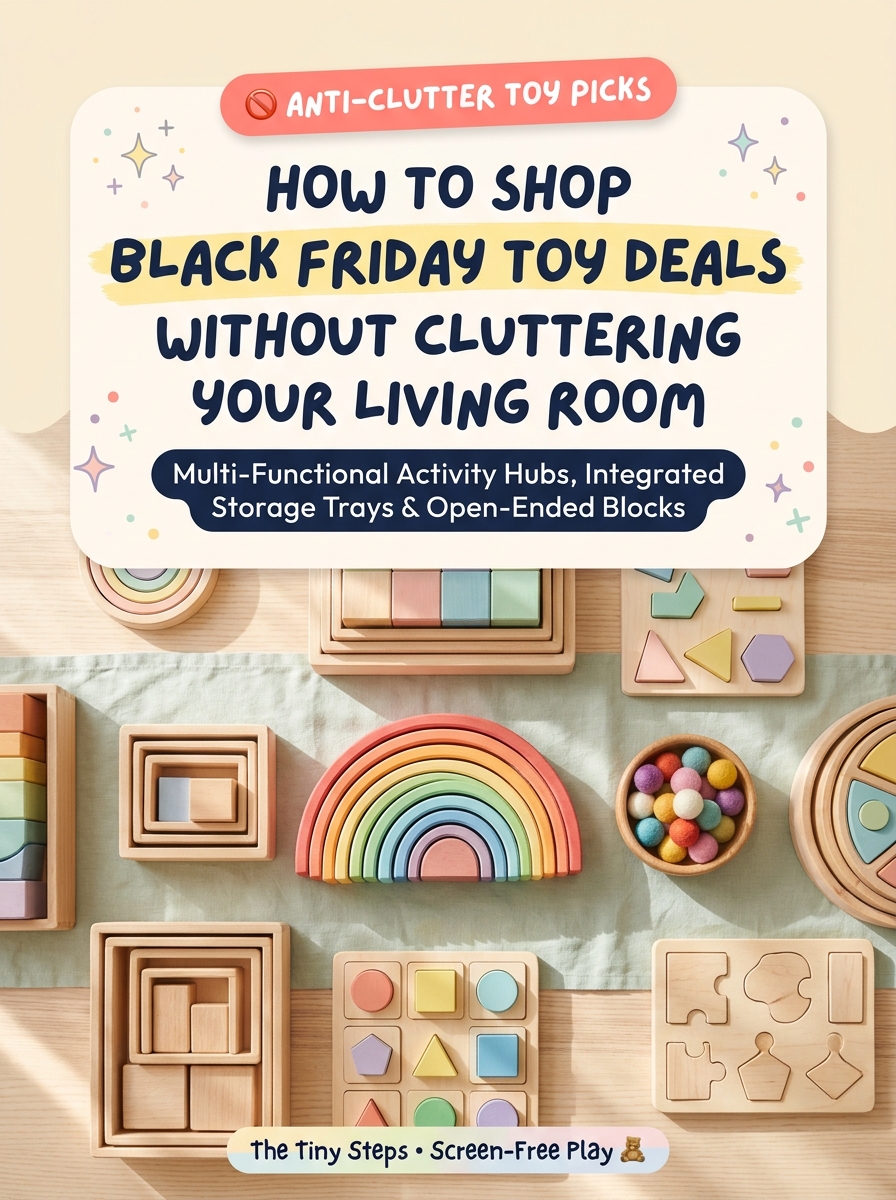 🚫 ANTI-CLUTTER TOY PICKS
HOW TO SHOP
BLACK FRIDAY TOY DEALS
WITHOUT CLUTTERING
YOUR LIVING ROOM
Multi-Functional Activity Hubs, Integrated
Storage Trays & Open-Ended Blocks
The Tiny Steps • Screen-Free Play 🧸